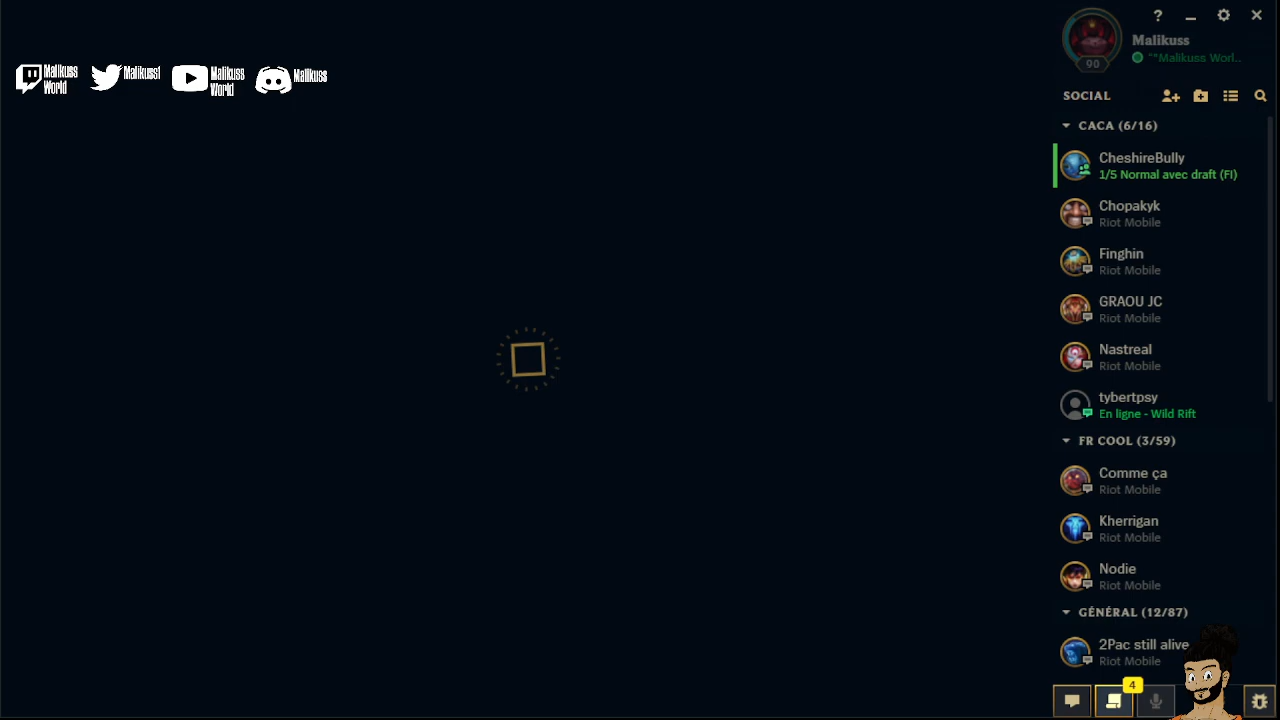 Malikuss
World
Malikuss1
Malikuss
World
Malikuss
?
Malikuss
90
"*Malikuss Worl..
SOCIAL
CACA (6/16)
CheshireBully
1/5 Normal avec draft (FI)
Chopakyk
Riot Mobile
Finghin
Riot Mobile
GRAOU JC
Riot Mobile
Nastreal
Riot Mobile
tybertpsy
En ligne - Wild Rift
FR COOL (3/59)
Comme ça
Riot Mobile
Kherrigan
Riot Mobile
Nodie
Riot Mobile
GÉNÉRAL (12/87)
2Pac still alive
Riot Mobile
4